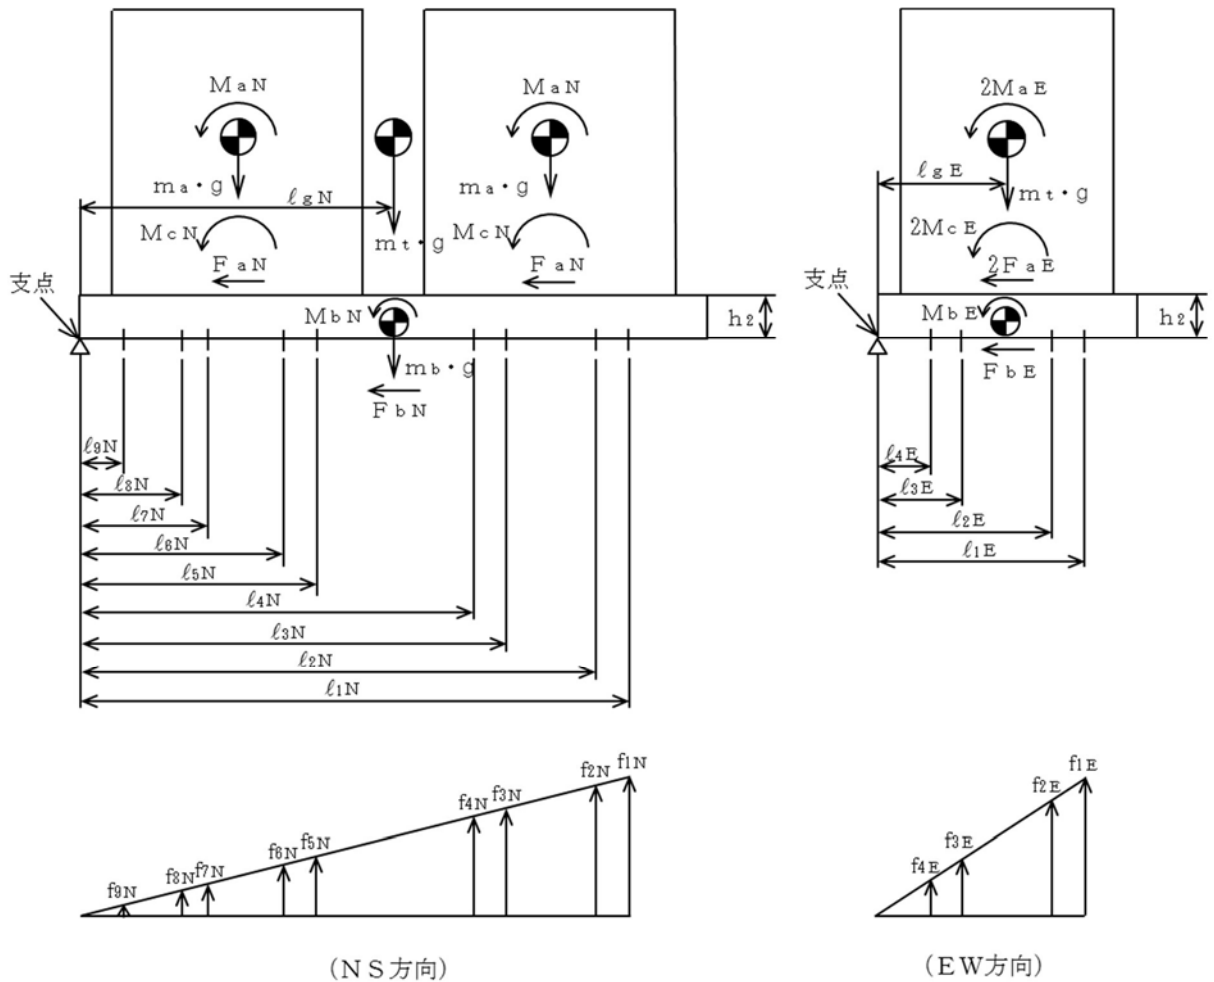 MaN
MaN
2MaE
ma・g
ℓgN
ma・g
ℓgE
mt・g
McN
mt・g
McN
2McE
FaN
FaN
2FaE
支点
支点
MbN
h2
MbE
h2
mb・g
FbN
FbE
ℓ9N
ℓ8N
ℓ7N
ℓ6N
ℓ5N
ℓ4N
ℓ3N
ℓ2N
ℓ1N
ℓ4E
ℓ3E
ℓ2E
ℓ1E
f9N
f8N
f7N
f6N
f5N
f4N
f3N
f2N
f1N
f4E
f3E
f2E
f1E
(NS方向)
(EW方向)